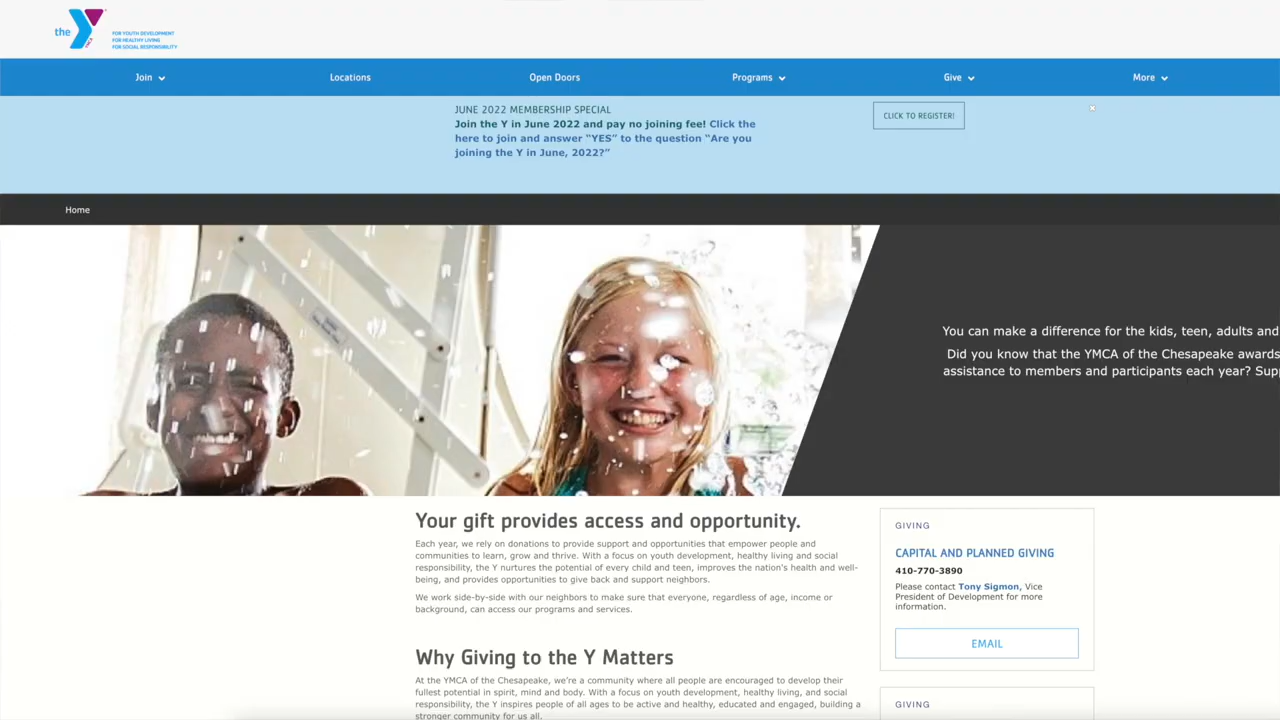 the
YMCA
FOR YOUTH DEVELOPMENT
FOR HEALTHY LIVING
FOR SOCIAL RESPONSIBILITY
Join
Locations
Open Doors
Programs
Give
More
JUNE 2022 MEMBERSHIP SPECIAL
Join the Y in June 2022 and pay no joining fee! Click the
here to join and answer “YES” to the question “Are you
joining the Y in June, 2022?”
CLICK TO REGISTER!
Home
You can make a difference for the kids, teen, adults and
Did you know that the YMCA of the Chesapeake awards
assistance to members and participants each year? Sup
Your gift provides access and opportunity.
Each year, we rely on donations to provide support and opportunities that empower people and
communities to learn, grow and thrive. With a focus on youth development, healthy living and social
responsibility, the Y nurtures the potential of every child and teen, improves the nation's health and well-
being, and provides opportunities to give back and support neighbors.
We work side-by-side with our neighbors to make sure that everyone, regardless of age, income or
background, can access our programs and services.
Why Giving to the Y Matters
At the YMCA of the Chesapeake, we’re a community where all people are encouraged to develop their
fullest potential in spirit, mind and body. With a focus on youth development, healthy living, and social
responsibility, the Y inspires people of all ages to be active and healthy, educated and engaged, building a
stronger community for us all.
GIVING
CAPITAL AND PLANNED GIVING
410-770-3890
Please contact Tony Sigmon, Vice
President of Development for more
information.
EMAIL
GIVING